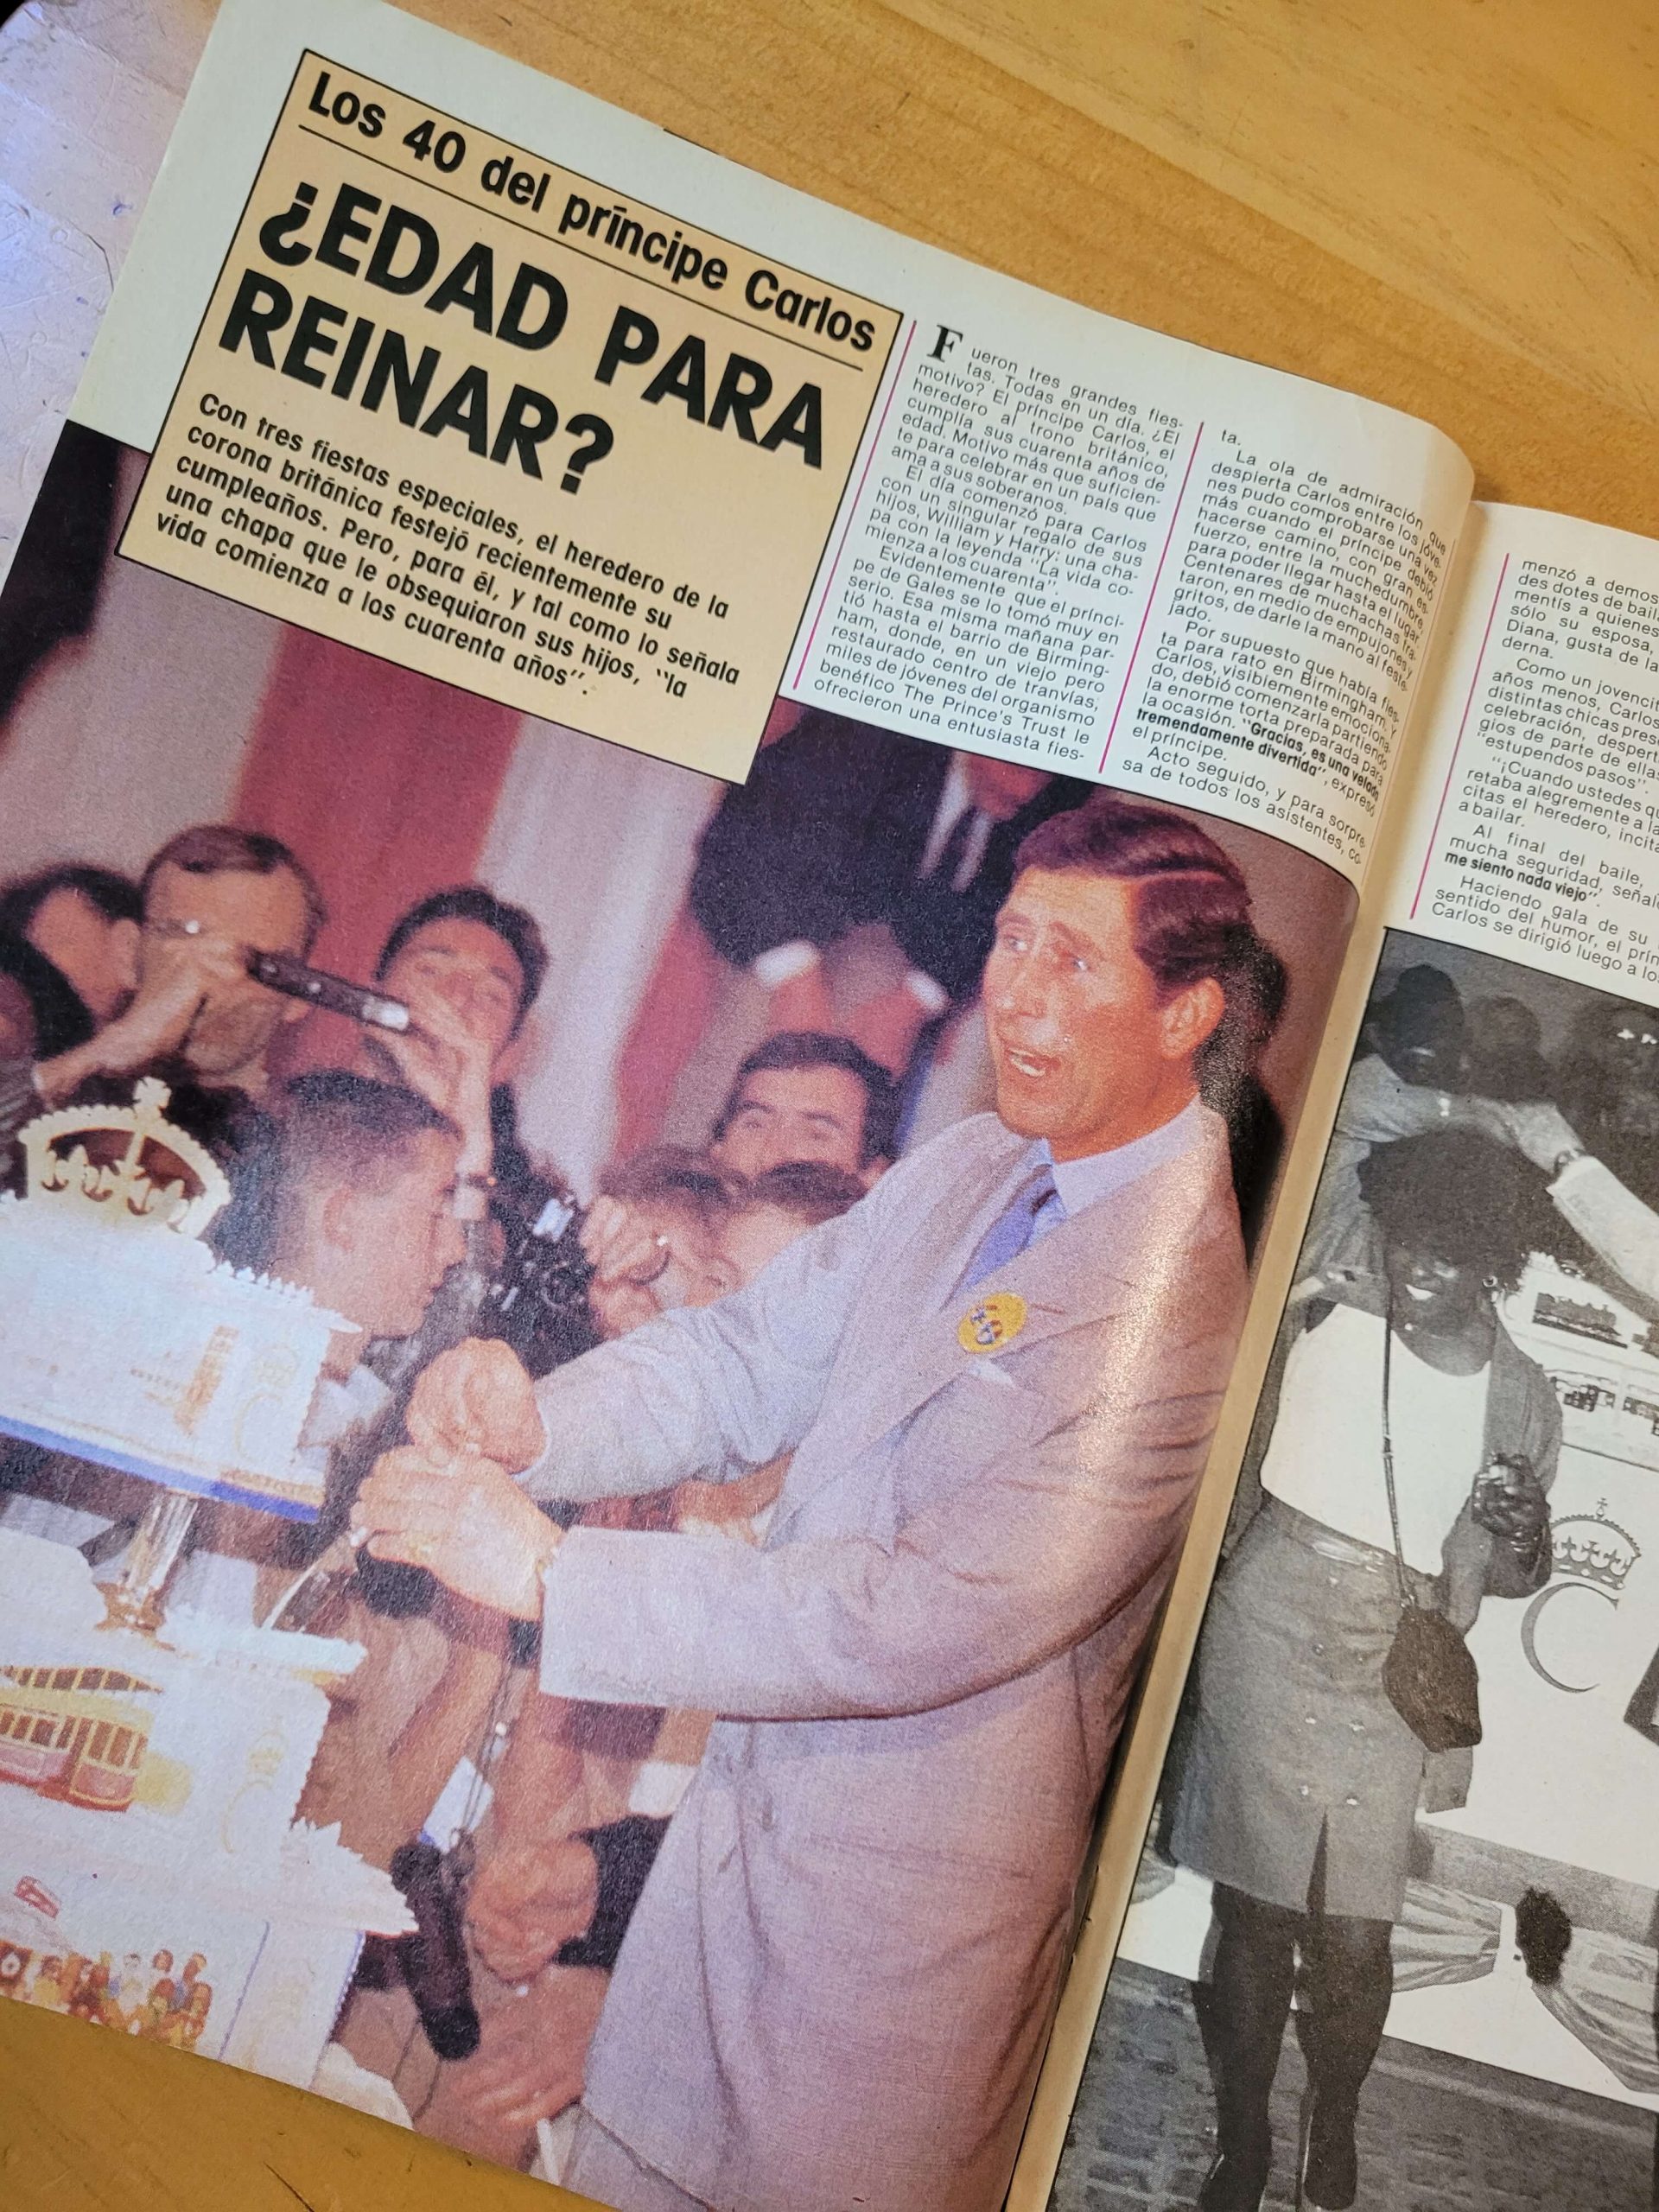 Los 40 del príncipe Carlos
¿EDAD PARA
REINAR?
Con tres fiestas especiales, el heredero de la
corona británica festejó recientemente su
cumpleaños. Pero, para él, y tal como lo señala
una chapa que le obsequiaron sus hijos, "la
vida comienza a los cuarenta años".
Fueron tres grandes fies-
tas. Todas en un día. ¿El
motivo? El príncipe Carlos, el
heredero al trono británico,
cumplía sus cuarenta años de
edad. Motivo más que suficien-
te para celebrar en un país que
ama a sus soberanos.
El día comenzó para Carlos
con un singular regalo de sus
hijos, William y Harry: una cha-
pa con la leyenda "La vida co-
mienza a los cuarenta".
Evidentemente que el prínci-
pe de Gales se lo tomó muy en
serio. Esa misma mañana par-
tió hasta el barrio de Birming-
ham, donde, en un viejo pero
restaurado centro de tranvías,
miles de jóvenes del organismo
benéfico The Prince's Trust le
ofrecieron una entusiasta fies-
ta.
La ola de admiración que
despierta Carlos entre los jóve-
nes pudo comprobarse una vez
más cuando el príncipe debió
hacerse camino, con gran es-
fuerzo, entre la muchedumbre,
para poder llegar hasta el lugar.
Centenares de muchachas tra-
taron, en medio de empujones y
gritos, de darle la mano al feste-
jado.
Por supuesto que había fies-
ta para rato en Birmingham. Y
Carlos, visiblemente emociona-
do, debió comenzarla partiendo
la enorme torta preparada para
la ocasión. "Gracias, es una velada
tremendamente divertida", expresó
el príncipe.
Acto seguido, y para sorpre-
sa de todos los asistentes, co-
menzó a demos
des dotes de baila
mentís a quienes
sólo su esposa,
Diana, gusta de la
derna.
Como un jovencit
años menos, Carlos
distintas chicas prese
celebración, despert
gios de parte de ellas
"estupendos pasos".
"¡Cuando ustedes qu
retaba alegremente a la
citas el heredero, incita
a bailar.
Al final del baile,
mucha seguridad, señaló
me siento nada viejo".
Haciendo gala de su
sentido del humor, el prín
Carlos se dirigió luego a los
40
C